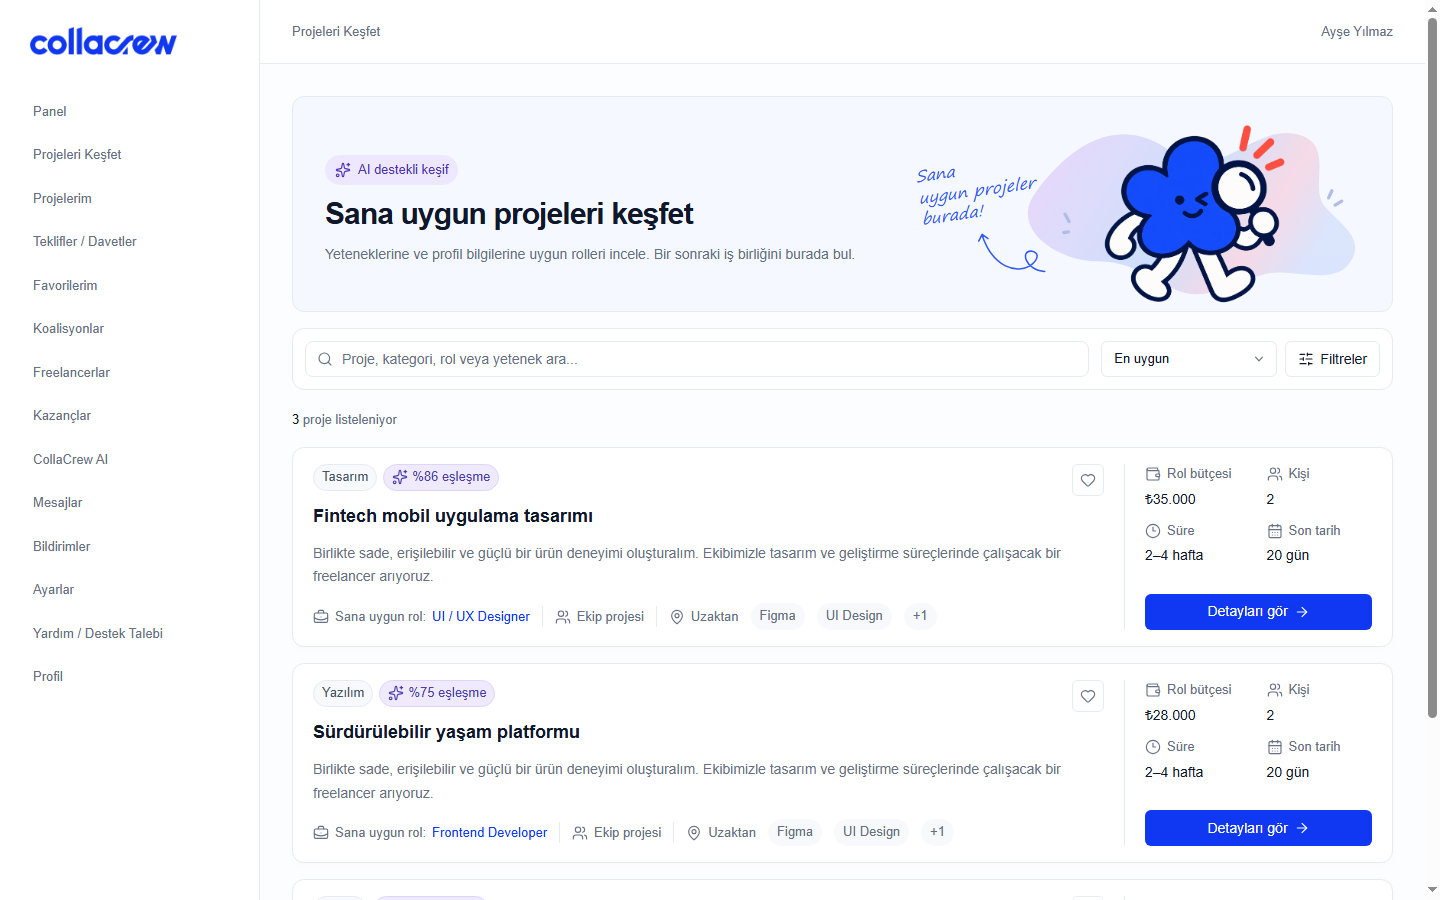 collacrew
Projeleri Keşfet
Ayşe Yılmaz
Panel
Projeleri Keşfet
Projelerim
Teklifler / Davetler
Favorilerim
Koalisyonlar
Freelancerlar
Kazançlar
CollaCrew AI
Mesajlar
Bildirimler
Ayarlar
Yardım / Destek Talebi
Profil
AI destekli keşif
Sana uygun projeleri keşfet
Yeteneklerine ve profil bilgilerine uygun rolleri incele. Bir sonraki iş birliğini burada bul.
Sana
uygun projeler
burada!
Proje, kategori, rol veya yetenek ara...
En uygun
Filtreler
3 proje listeleniyor
Tasarım
%86 eşleşme
Fintech mobil uygulama tasarımı
Birlikte sade, erişilebilir ve güçlü bir ürün deneyimi oluşturalım. Ekibimizle tasarım ve geliştirme süreçlerinde çalışacak bir
freelancer arıyoruz.
Sana uygun rol: UI / UX Designer
Ekip projesi
Uzaktan
Figma
UI Design
+1
Rol bütçesi
₺35.000
Kişi
2
Süre
2–4 hafta
Son tarih
20 gün
Detayları gör
Yazılım
%75 eşleşme
Sürdürülebilir yaşam platformu
Birlikte sade, erişilebilir ve güçlü bir ürün deneyimi oluşturalım. Ekibimizle tasarım ve geliştirme süreçlerinde çalışacak bir
freelancer arıyoruz.
Sana uygun rol: Frontend Developer
Ekip projesi
Uzaktan
Figma
UI Design
+1
Rol bütçesi
₺28.000
Kişi
2
Süre
2–4 hafta
Son tarih
20 gün
Detayları gör